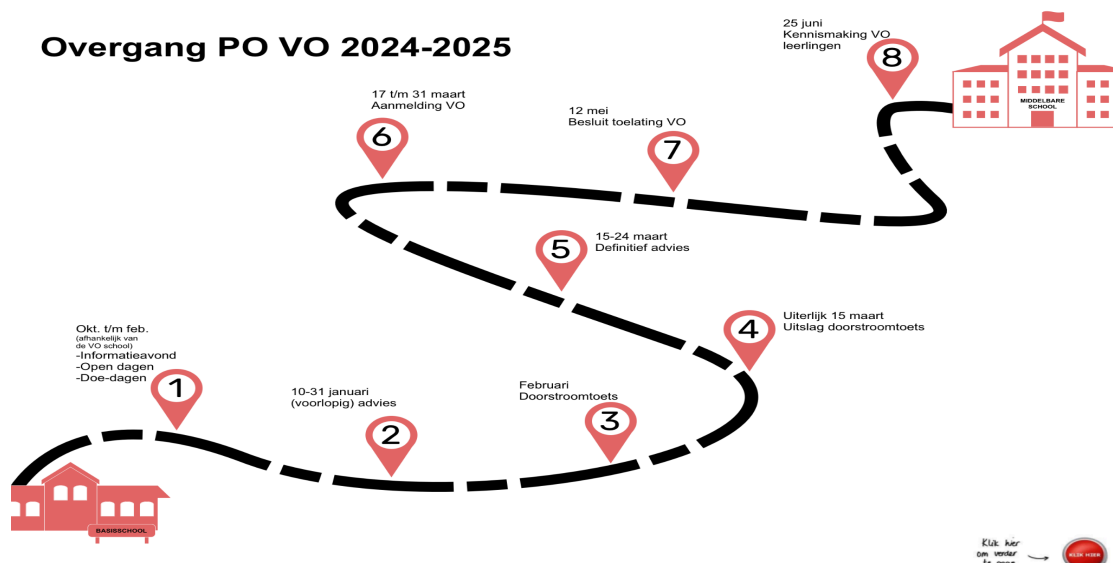 Overgang PO VO 2024-2025
25 juni
Kennismaking VO
leerlingen
8
MIDDELBARE
SCHOOL
17 t/m 31 maart
Aanmelding VO
6
12 mei
Besluit toelating VO
7
15-24 maart
Definitief advies
5
Uiterlijk 15 maart
Uitslag doorstroomtoets
4
Okt. t/m feb.
(afhankelijk van
de VO school)
-Informatieavond
-Open dagen
-Doe-dagen
1
10-31 januari
(voorlopig) advies
2
Februari
Doorstroomtoets
3
BASISSCHOOL
Klik hier
om verder
KLIK HIER